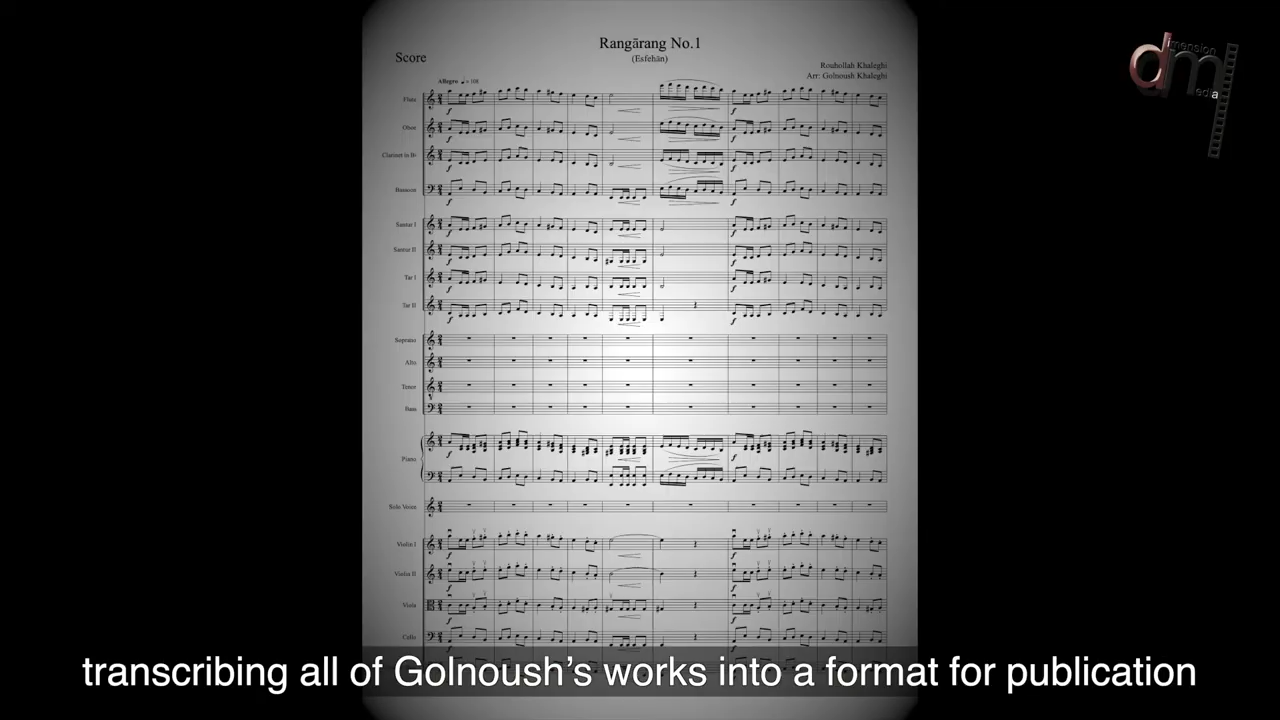 Rangārang No.1
(Esfehān)
Score
Rouhollah Khaleghi
Arr: Golnoush Khaleghi
Allegro ♩= 108
Flute
Oboe
Clarinet in B♭
Bassoon
Santur I
Santur II
Tar I
Tar II
Soprano
Alto
Tenor
Bass
Piano
Solo Voice
Violin I
Violin II
Viola
Cello
dimension
media
transcribing all of Golnoush’s works into a format for publication